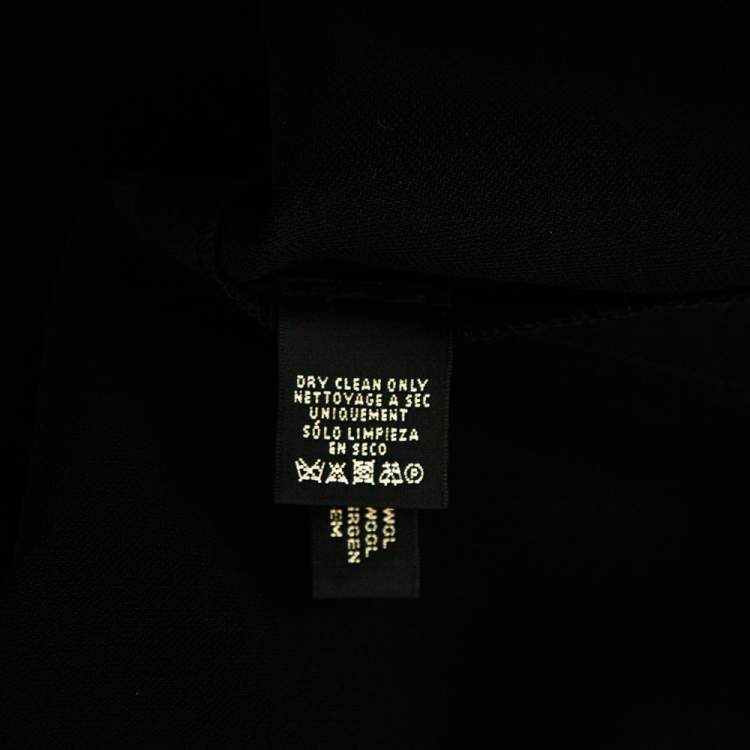 DRY CLEAN ONLY
NETTOYAGE A SEC
UNIQUEMENT
SÓLO LIMPIEZA
EN SECO
P